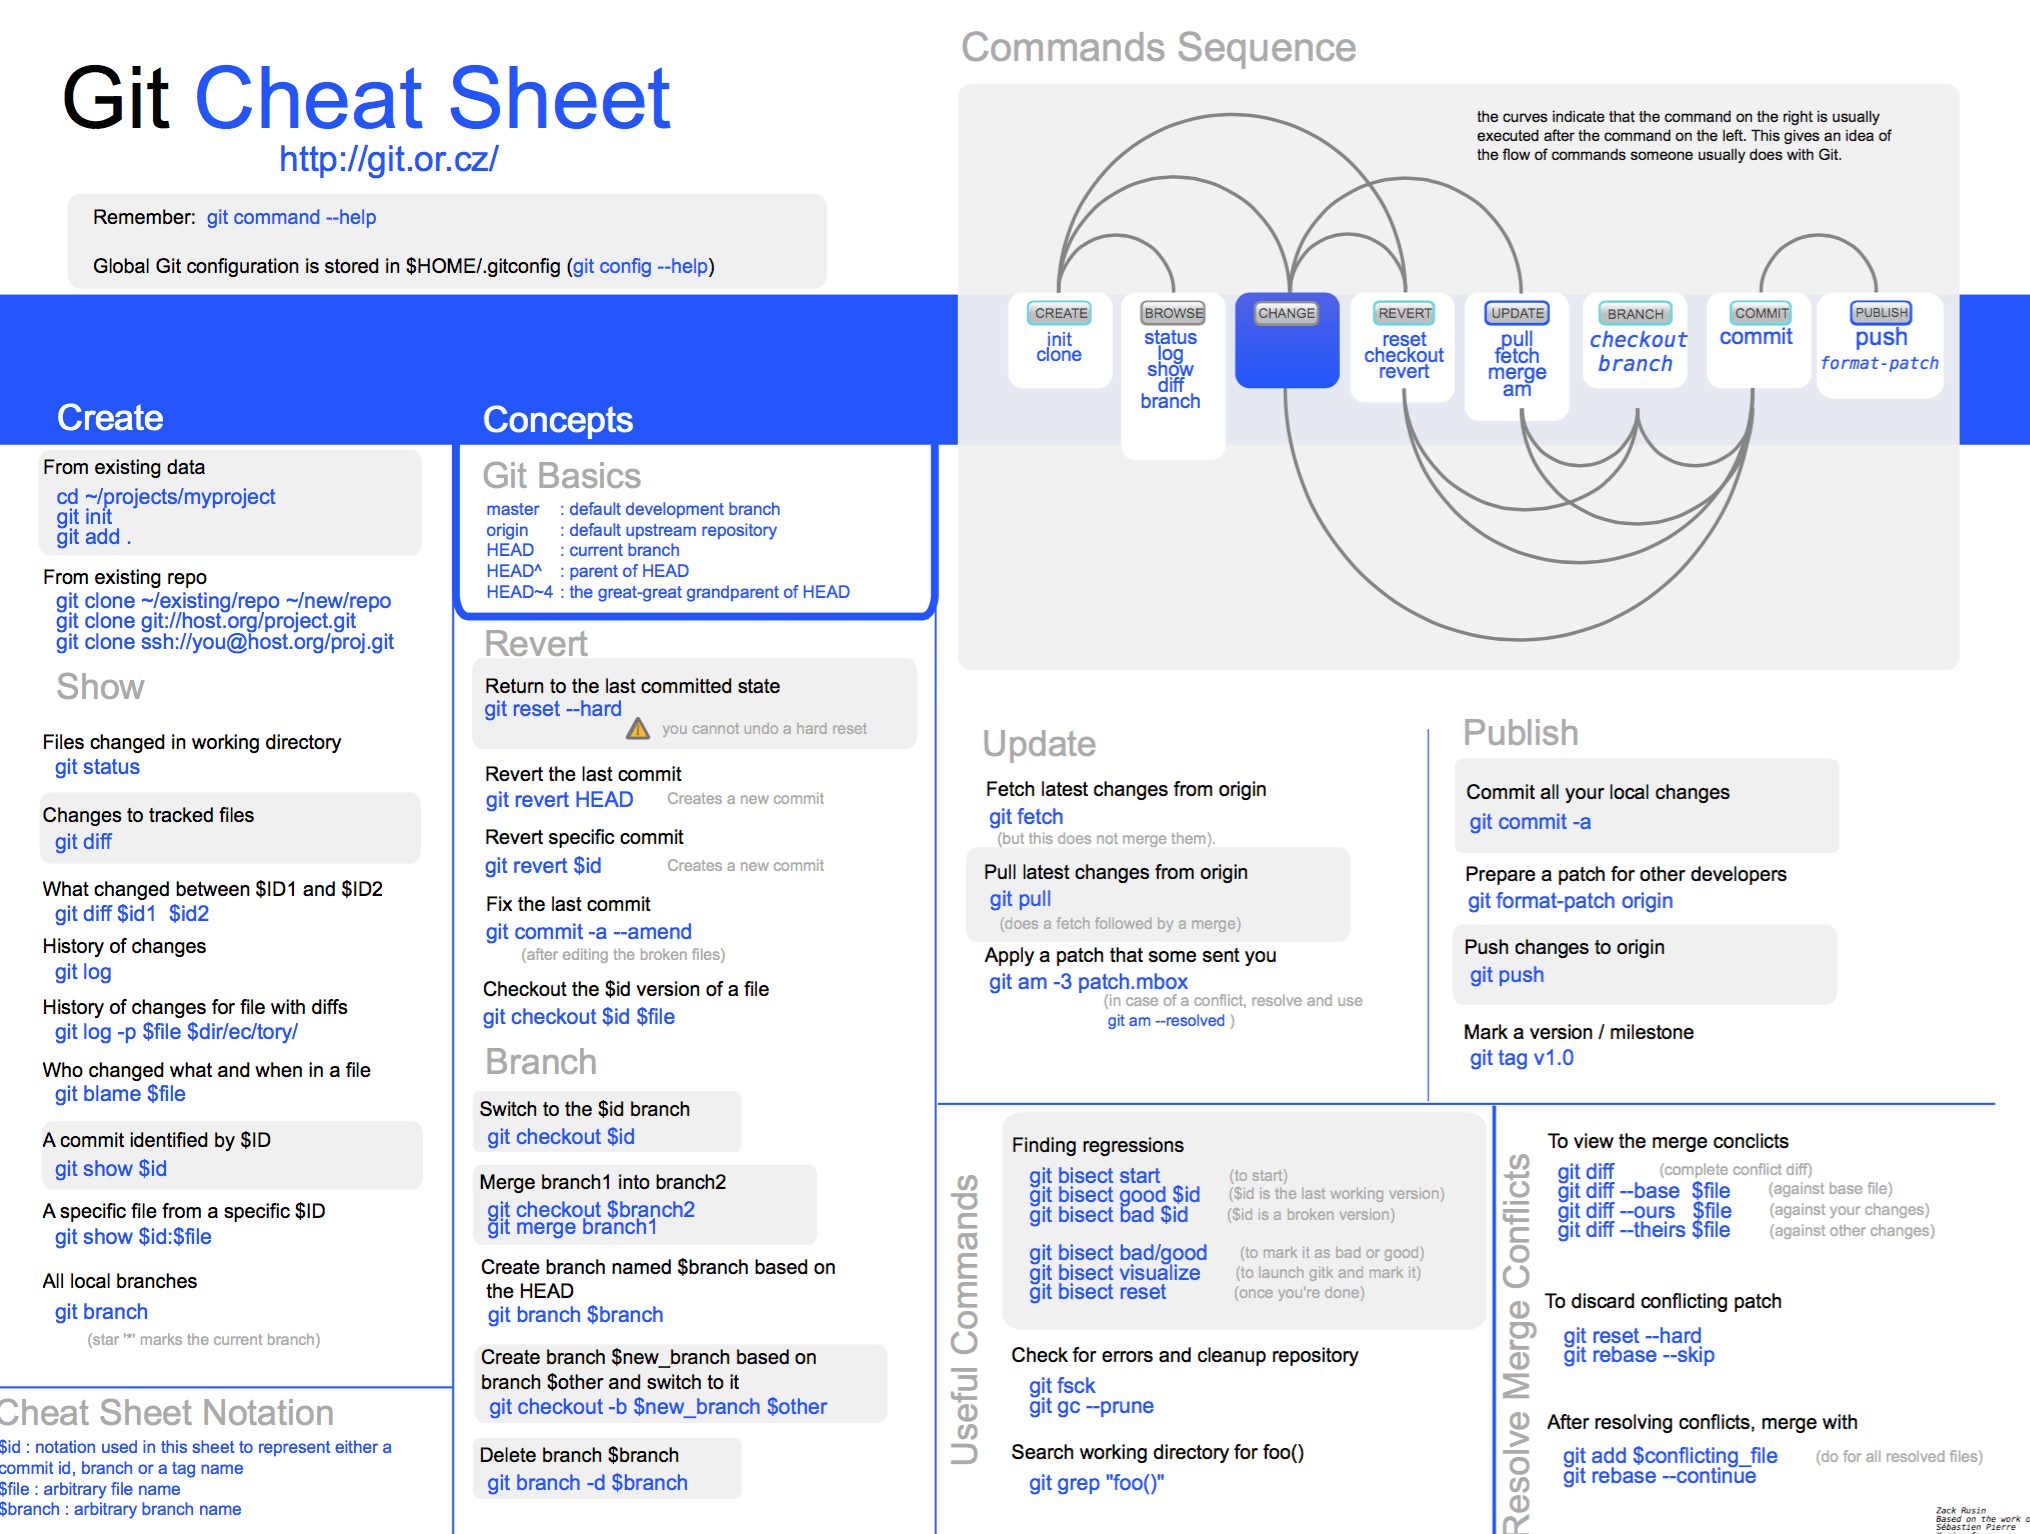 Git Cheat Sheet
http://git.or.cz/
Remember: git command --help
Global Git configuration is stored in $HOME/.gitconfig (git config --help)
Commands Sequence
the curves indicate that the command on the right is usually
executed after the command on the left. This gives an idea of
the flow of commands someone usually does with Git.
CREATE
init
clone
BROWSE
status
log
show
diff
branch
CHANGE
REVERT
reset
checkout
revert
UPDATE
pull
fetch
merge
am
BRANCH
checkout
branch
COMMIT
commit
PUBLISH
push
format-patch
Create
From existing data
cd ~/projects/myproject
git init
git add .
From existing repo
git clone ~/existing/repo ~/new/repo
git clone git://host.org/project.git
git clone ssh://you@host.org/proj.git
Show
Files changed in working directory
git status
Changes to tracked files
git diff
What changed between $ID1 and $ID2
git diff $id1 $id2
History of changes
git log
History of changes for file with diffs
git log -p $file $dir/ec/tory/
Who changed what and when in a file
git blame $file
A commit identified by $ID
git show $id
A specific file from a specific $ID
git show $id:$file
All local branches
git branch
(star '*' marks the current branch)
Cheat Sheet Notation
$id : notation used in this sheet to represent either a
commit id, branch or a tag name
$file : arbitrary file name
$branch : arbitrary branch name
Concepts
Git Basics
master : default development branch
origin : default upstream repository
HEAD : current branch
HEAD^ : parent of HEAD
HEAD~4 : the great-great grandparent of HEAD
Revert
Return to the last committed state
git reset --hard
you cannot undo a hard reset
Revert the last commit
git revert HEAD Creates a new commit
Revert specific commit
git revert $id Creates a new commit
Fix the last commit
git commit -a --amend
(after editing the broken files)
Checkout the $id version of a file
git checkout $id $file
Branch
Switch to the $id branch
git checkout $id
Merge branch1 into branch2
git checkout $branch2
git merge branch1
Create branch named $branch based on
the HEAD
git branch $branch
Create branch $new_branch based on
branch $other and switch to it
git checkout -b $new_branch $other
Delete branch $branch
git branch -d $branch
Update
Fetch latest changes from origin
git fetch
(but this does not merge them).
Pull latest changes from origin
git pull
(does a fetch followed by a merge)
Apply a patch that some sent you
git am -3 patch.mbox
(in case of a conflict, resolve and use
git am --resolved )
Publish
Commit all your local changes
git commit -a
Prepare a patch for other developers
git format-patch origin
Push changes to origin
git push
Mark a version / milestone
git tag v1.0
Useful Commands
Finding regressions
git bisect start (to start)
git bisect good $id ($id is the last working version)
git bisect bad $id ($id is a broken version)
git bisect bad/good (to mark it as bad or good)
git bisect visualize (to launch gitk and mark it)
git bisect reset (once you're done)
Check for errors and cleanup repository
git fsck
git gc --prune
Search working directory for foo()
git grep "foo()"
Resolve Merge Conflicts
To view the merge conclicts
git diff (complete conflict diff)
git diff --base $file (against base file)
git diff --ours $file (against your changes)
git diff --theirs $file (against other changes)
To discard conflicting patch
git reset --hard
git rebase --skip
After resolving conflicts, merge with
git add $conflicting_file (do for all resolved files)
git rebase --continue
Zack Rusin
Based on the work o
Sébastien Pierre